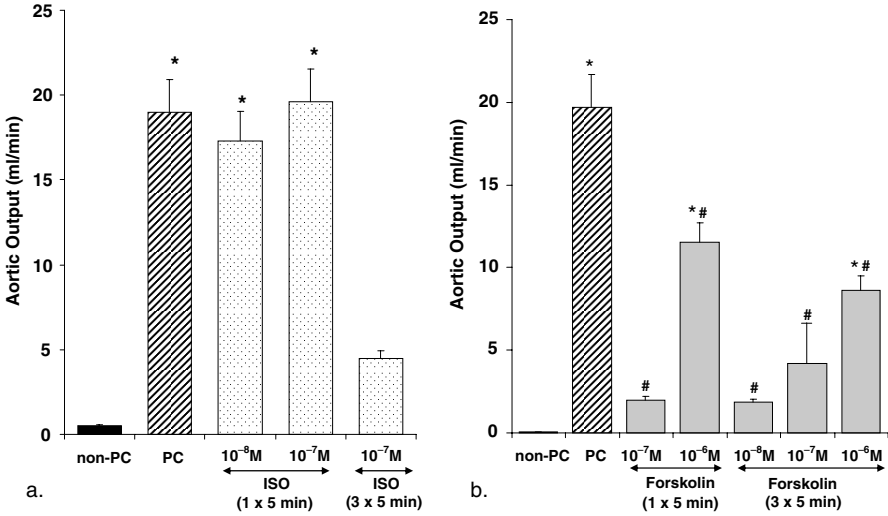 25
20
15
10
5
0
Aortic Output (ml/min)
*
*
*
non-PC PC 10⁻⁸M 10⁻⁷M 10⁻⁷M
ISO
(1 x 5 min)
ISO
(3 x 5 min)
a.
25
20
15
10
5
0
Aortic Output (ml/min)
*
#
*#
#
#
*#
non-PC PC 10⁻⁷M 10⁻⁶M 10⁻⁸M 10⁻⁷M 10⁻⁶M
Forskolin
(1 x 5 min)
Forskolin
(3 x 5 min)
b.